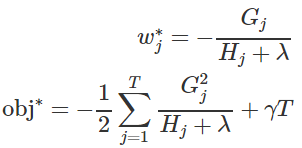 w_j^* = -\frac{G_j}{H_j + \lambda}
\text{obj}^* = -\frac{1}{2} \sum_{j=1}^{T} \frac{G_j^2}{H_j + \lambda} + \gamma T